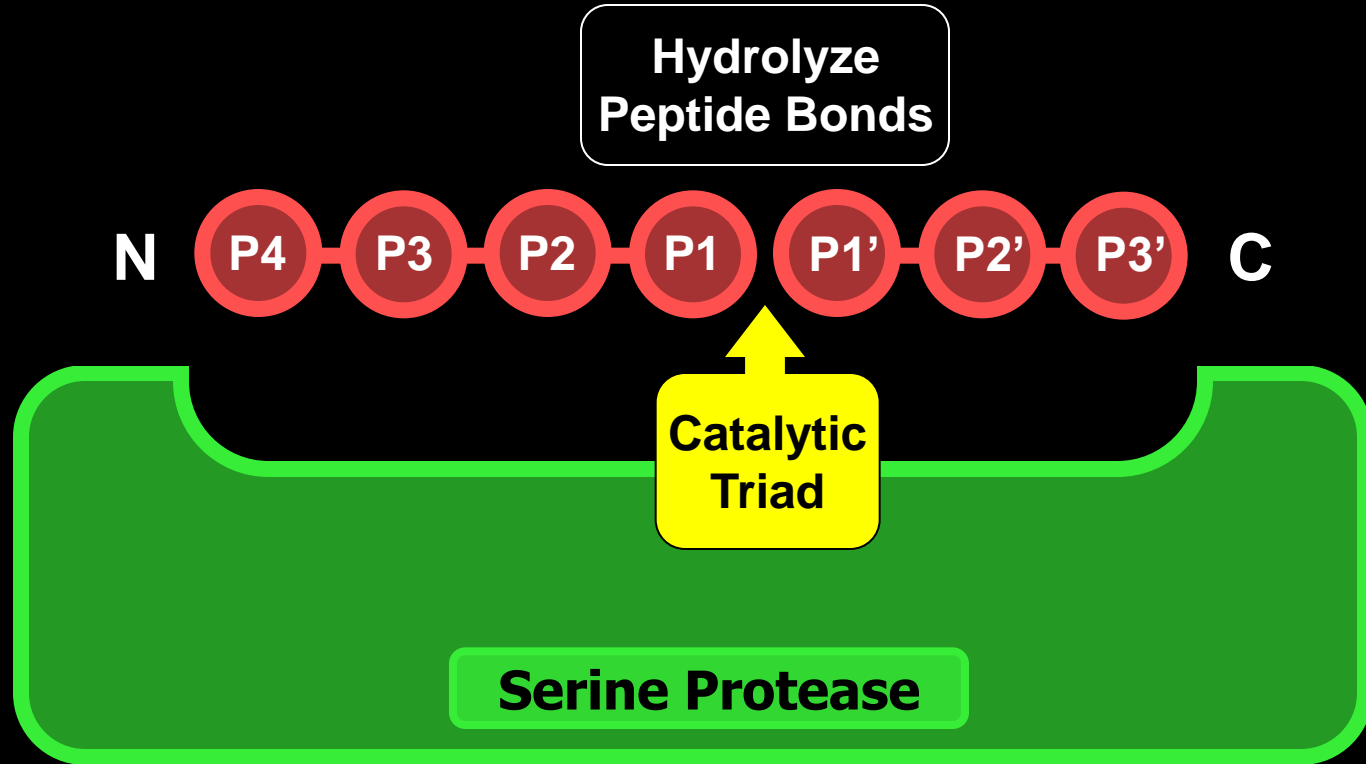 Hydrolyze
Peptide Bonds
N P4 P3 P2 P1 P1’ P2’ P3’ C
Catalytic
Triad
Serine Protease